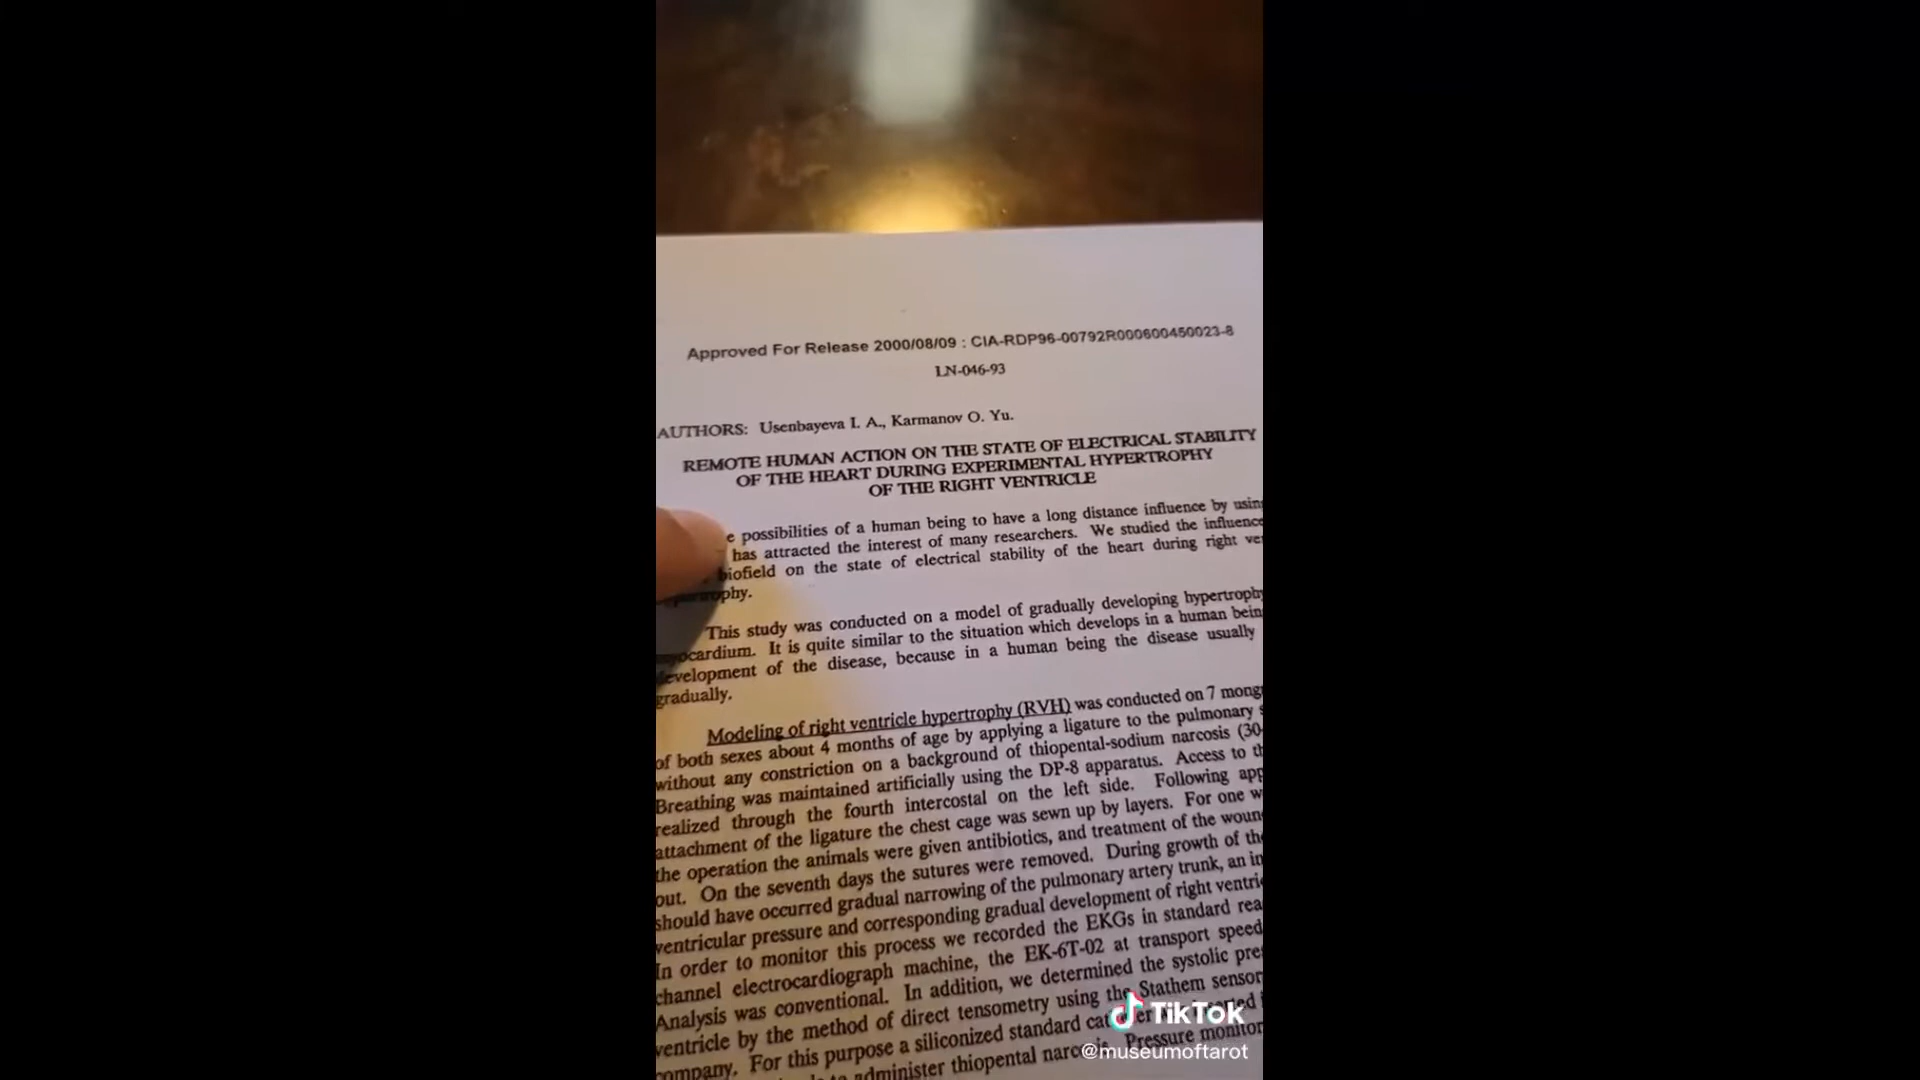 Approved For Release 2000/08/09 : CIA-RDP96-00792R000600450023-8
LN-046-93
AUTHORS: Usenbayeva I. A., Karmanov O. Yu.
REMOTE HUMAN ACTION ON THE STATE OF ELECTRICAL STABILITY
OF THE HEART DURING EXPERIMENTAL HYPERTROPHY
OF THE RIGHT VENTRICLE
possibilities of a human being to have a long distance influence by
has attracted the interest of many researchers. We studied the influence
biofield on the state of electrical stability of the heart during right
This study was conducted on a model of gradually developing hypertrophy
It is quite similar to the situation which develops in a human
development of the disease, because in a human being the disease usually
gradually.
Modeling of right ventricle hypertrophy (RVH) was conducted on 7
of both sexes about 4 months of age by applying a ligature to the pulmonary
without any constriction on a background of thiopental-sodium narcosis (30-
Breathing was maintained artificially using the DP-8 apparatus. Access to
realized through the fourth intercostal on the left side. Following
attachment of the ligature the chest cage was sewn up by layers. For one
the operation the animals were given antibiotics, and treatment of the
out. On the seventh days the sutures were removed. During growth of
should have occurred gradual narrowing of the pulmonary artery trunk, an
ventricular pressure and corresponding gradual development of right
In order to monitor this process we recorded the EKGs in standard
channel electrocardiograph machine, the EK-6T-02 at transport speed
Analysis was conventional. In addition, we determined the systolic
ventricle by the method of direct tensometry using the Stathem sensor
company. For this purpose a siliconized standard
administer thiopental Pressure
TikTok
@museumoftarot